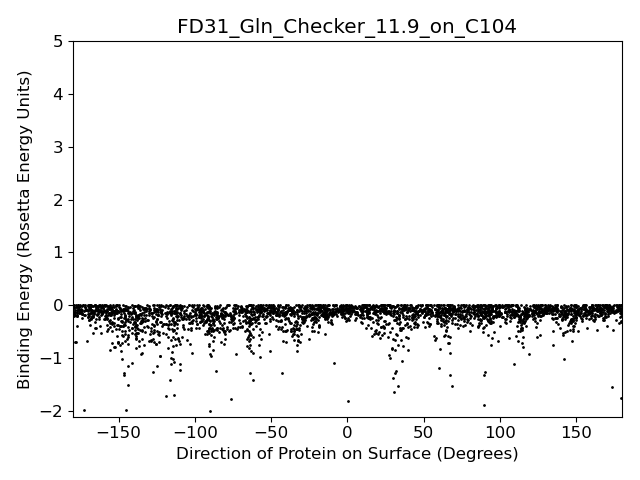 FD31_Gln_Checker_11.9_on_C104
Binding Energy (Rosetta Energy Units)
5
4
3
2
1
0
−1
−2
−150 −100 −50 0 50 100 150
Direction of Protein on Surface (Degrees)